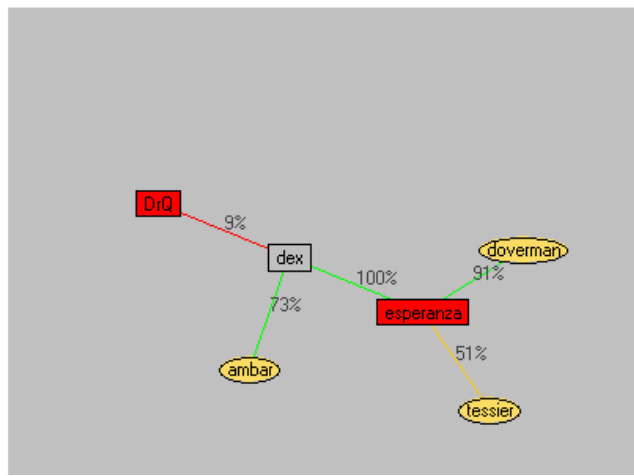 DrQ
9%
dex
doverman
100%
91%
73%
esperanza
51%
ambar
tessier